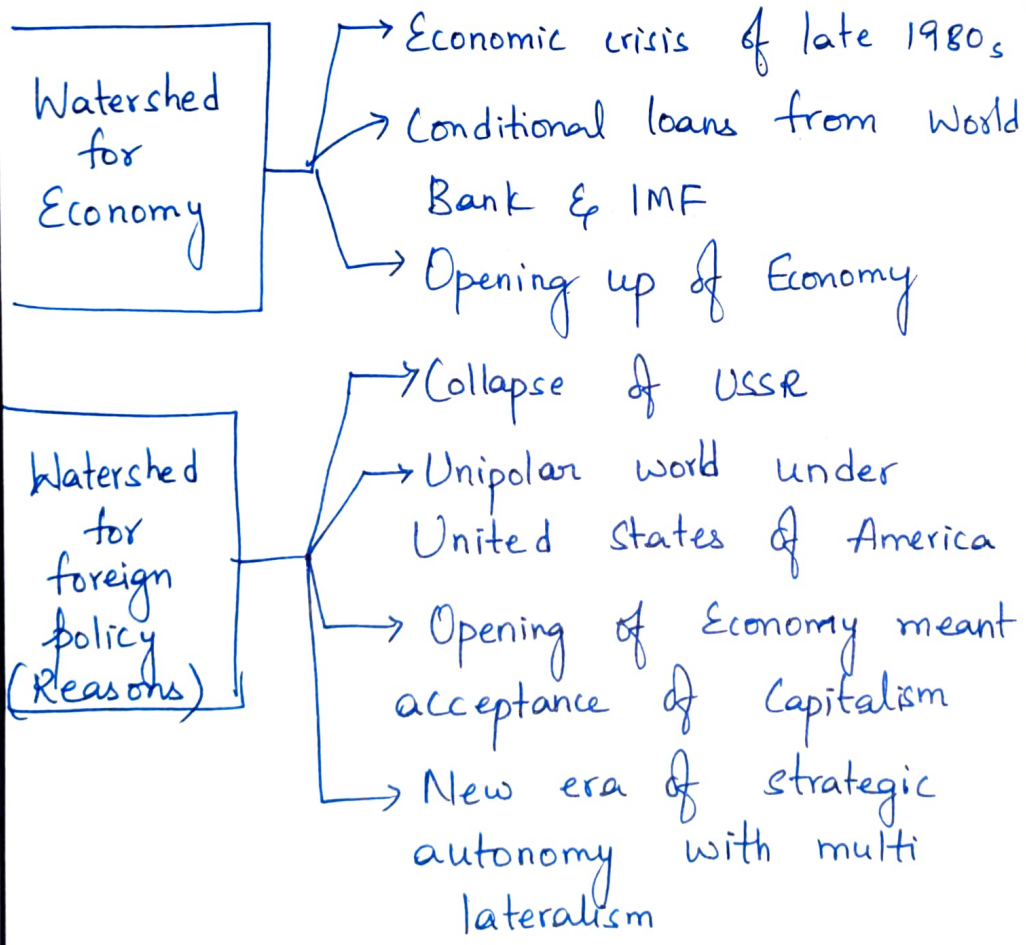 Watershed
for
Economy
Economic crisis of late 1980s
Conditional loans from World
Bank & IMF
Opening up of Economy
Watershed
for
foreign
policy
(Reasons)
Collapse of USSR
Unipolar world under
United States of America
Opening of Economy meant
acceptance of Capitalism
New era of strategic
autonomy with multi
lateralism